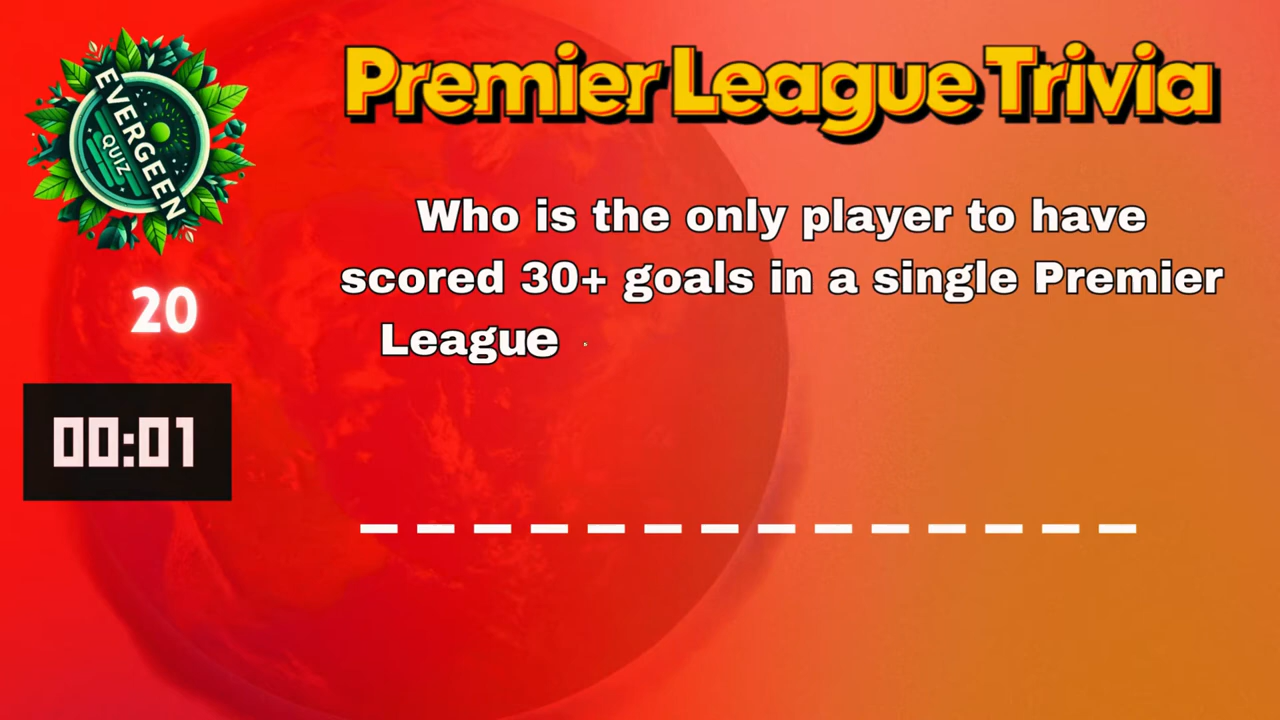 EVERGEEN
QUIZ
Premier League Trivia
Who is the only player to have
scored 30+ goals in a single Premier
League
20
00:01